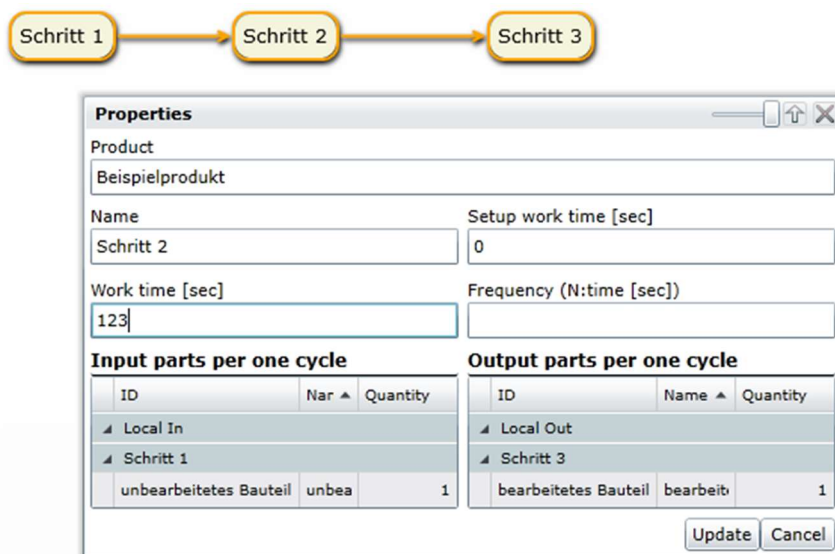 Schritt 1 Schritt 2 Schritt 3
Properties
Product
Beispielprodukt
Name Setup work time [sec]
Schritt 2 0
Work time [sec] Frequency (N:time [sec])
123
Input parts per one cycle Output parts per one cycle
ID Nar Quantity ID Name Quantity
Local In Local Out
Schritt 1 Schritt 3
unbearbeitetes Bauteil unbea 1 bearbeitetes Bauteil bearbeit 1
Update Cancel